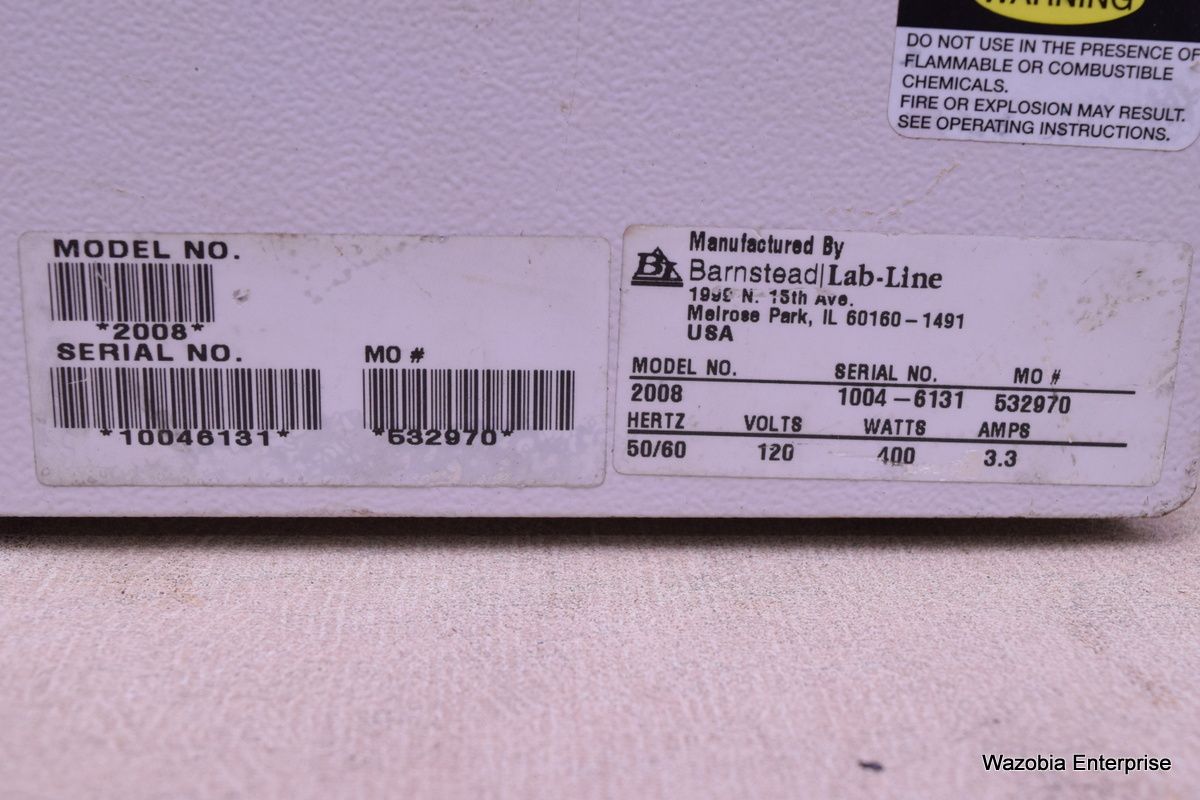 WARNING
DO NOT USE IN THE PRESENCE OF
FLAMMABLE OR COMBUSTIBLE
CHEMICALS.
FIRE OR EXPLOSION MAY RESULT.
SEE OPERATING INSTRUCTIONS.
MODEL NO.
*2008*
SERIAL NO.
*10046131*
MO #
*532970*
Manufactured By
BL Barnstead|Lab-Line
1999 N. 15th Ave.
Melrose Park, IL 60160-1491
USA
MODEL NO. SERIAL NO. MO #
2008 1004-6131 532970
HERTZ VOLTS WATTS AMPS
50/60 120 400 3.3
Wazobia Enterprise